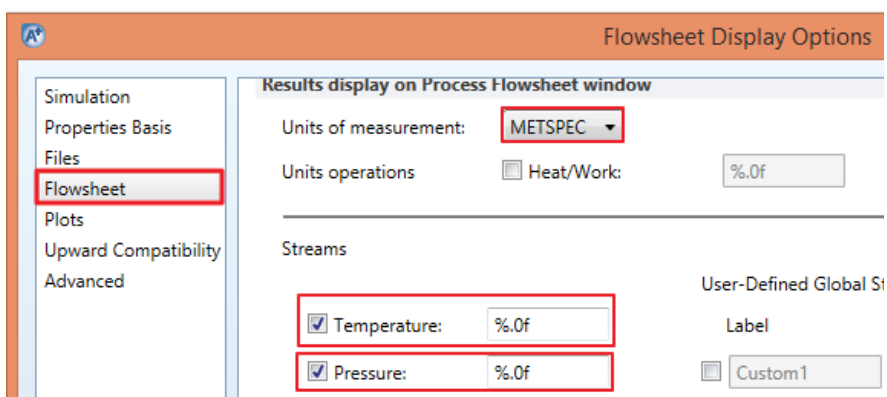 Flowsheet Display Options
Simulation
Properties Basis
Files
Flowsheet
Plots
Upward Compatibility
Advanced
Results display on Process Flowsheet window
Units of measurement: METSPEC
Units operations Heat/Work: %.0f
Streams
User-Defined Global St
Temperature: %.0f Label
Pressure: %.0f Custom1